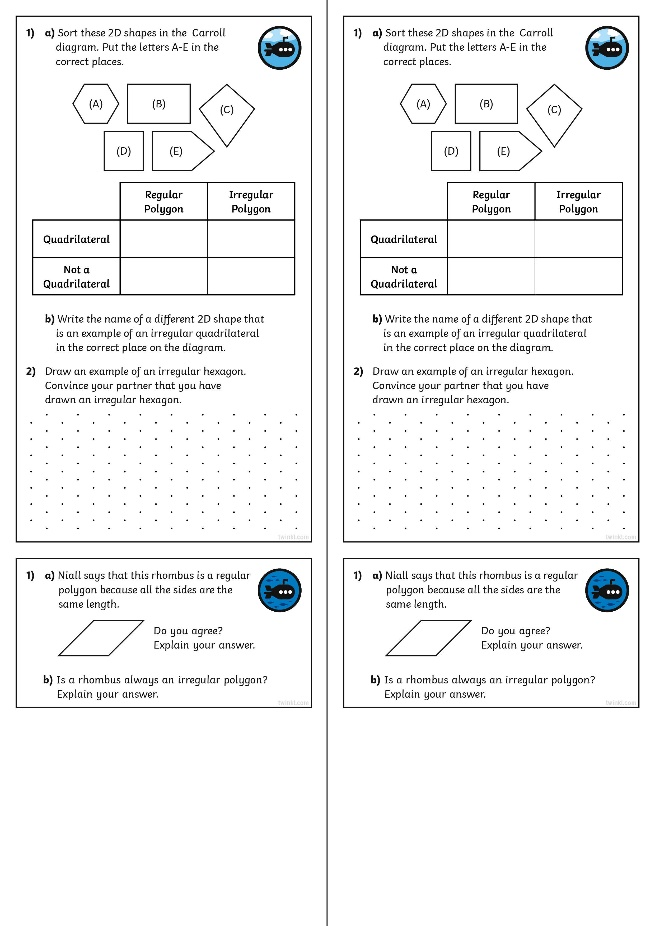 1) a) Sort these 2D shapes in the Carroll
diagram. Put the letters A-E in the
correct places.
(A) (B) (C)
(D) (E)
Regular Polygon Irregular Polygon
Quadrilateral
Not a Quadrilateral
b) Write the name of a different 2D shape that
is an example of an irregular quadrilateral
in the correct place on the diagram.
2) Draw an example of an irregular hexagon.
Convince your partner that you have
drawn an irregular hexagon.
twinkl.com
1) a) Niall says that this rhombus is a regular
polygon because all the sides are the
same length.
Do you agree?
Explain your answer.
b) Is a rhombus always an irregular polygon?
Explain your answer.
twinkl.com
1) a) Sort these 2D shapes in the Carroll
diagram. Put the letters A-E in the
correct places.
(A) (B) (C)
(D) (E)
Regular Polygon Irregular Polygon
Quadrilateral
Not a Quadrilateral
b) Write the name of a different 2D shape that
is an example of an irregular quadrilateral
in the correct place on the diagram.
2) Draw an example of an irregular hexagon.
Convince your partner that you have
drawn an irregular hexagon.
twinkl.com
1) a) Niall says that this rhombus is a regular
polygon because all the sides are the
same length.
Do you agree?
Explain your answer.
b) Is a rhombus always an irregular polygon?
Explain your answer.
twinkl.com